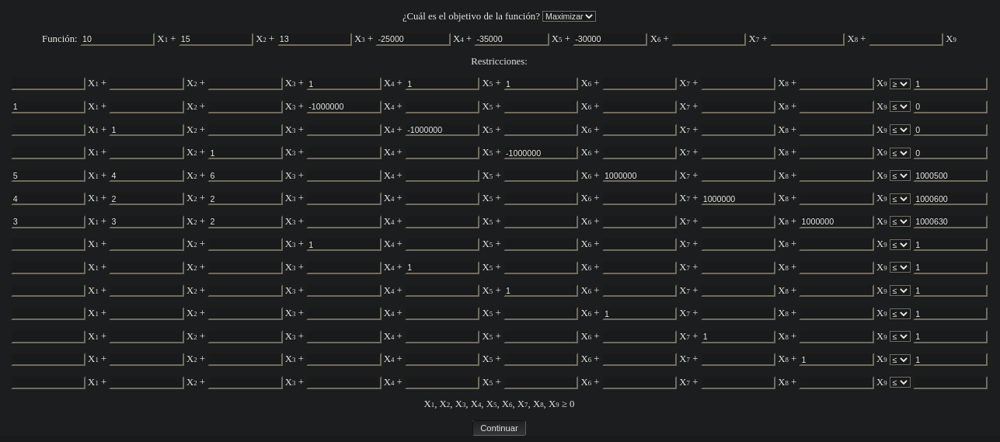 ¿Cuál es el objetivo de la función? Maximizar
Función: 10 X1 + 15 X2 + 13 X3 + -25000 X4 + -35000 X5 + -30000 X6 + X7 + X8 + X9
Restricciones:
X1 + X2 + X3 + 1 X4 + 1 X5 + 1 X6 + X7 + X8 + X9 ≥ 1
1 X1 + X2 + X3 + -1000000 X4 + X5 + X6 + X7 + X8 + X9 ≤ 0
X1 + 1 X2 + X3 + X4 + -1000000 X5 + X6 + X7 + X8 + X9 ≤ 0
X1 + X2 + 1 X3 + X4 + X5 + -1000000 X6 + X7 + X8 + X9 ≤ 0
5 X1 + 4 X2 + 6 X3 + X4 + X5 + X6 + 1000000 X7 + X8 + X9 ≤ 1000500
4 X1 + 2 X2 + 2 X3 + X4 + X5 + X6 + X7 + 1000000 X8 + X9 ≤ 1000600
3 X1 + 3 X2 + 2 X3 + X4 + X5 + X6 + X7 + X8 + 1000000 X9 ≤ 1000630
X1 + X2 + X3 + 1 X4 + X5 + X6 + X7 + X8 + X9 ≤ 1
X1 + X2 + X3 + X4 + 1 X5 + X6 + X7 + X8 + X9 ≤ 1
X1 + X2 + X3 + X4 + X5 + 1 X6 + X7 + X8 + X9 ≤ 1
X1 + X2 + X3 + X4 + X5 + X6 + 1 X7 + X8 + X9 ≤ 1
X1 + X2 + X3 + X4 + X5 + X6 + X7 + 1 X8 + X9 ≤ 1
X1 + X2 + X3 + X4 + X5 + X6 + X7 + X8 + 1 X9 ≤ 1
X1 + X2 + X3 + X4 + X5 + X6 + X7 + X8 + X9 ≤
X1, X2, X3, X4, X5, X6, X7, X8, X9 ≥ 0
Continuar